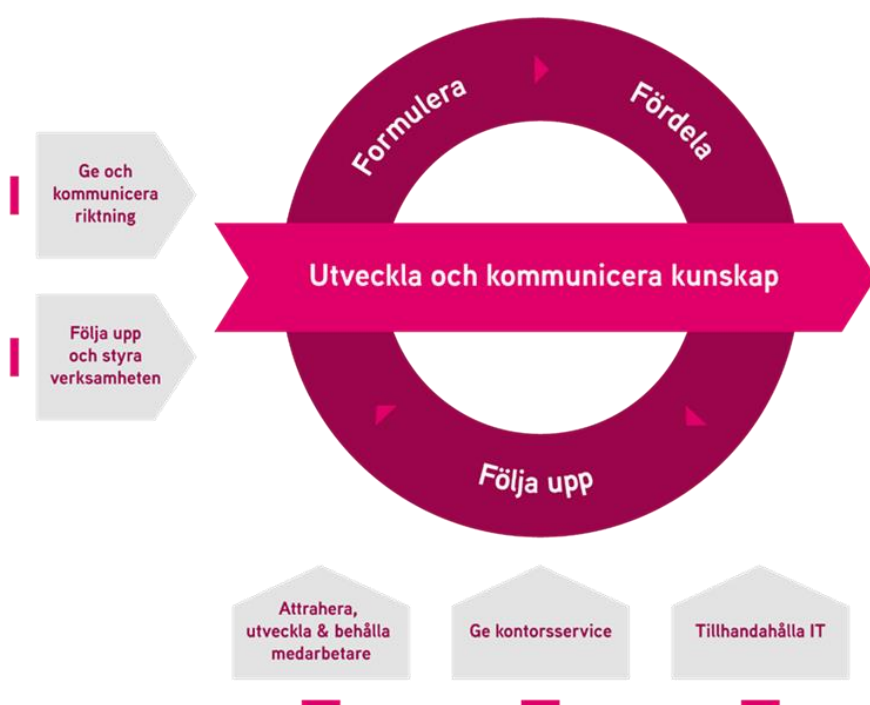 Formulera
Fördela
Ge och
kommunicera
riktning
Utveckla och kommunicera kunskap
Följa upp
och styra
verksamheten
Följa upp
Attrahera,
utveckla & behålla
medarbetare
Ge kontorsservice
Tillhandahålla IT